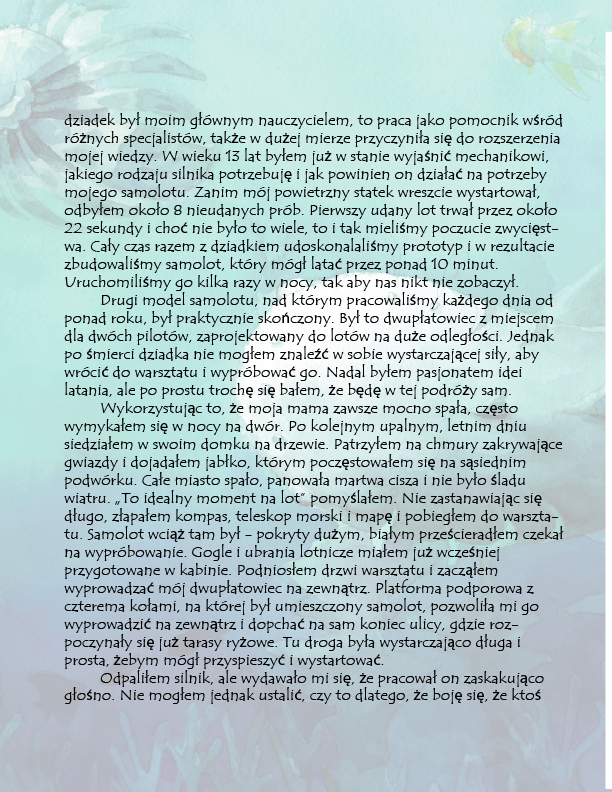 dziadek był moim głównym nauczycielem, to praca jako pomocnik wśród
różnych specjalistów, także w dużej mierze przyczyniła się do rozszerzenia
mojej wiedzy. W wieku 13 lat byłem już w stanie wyjaśnić mechanikowi,
jakiego rodzaju silnika potrzebuję i jak powinien on działać na potrzeby
mojego samolotu. Zanim mój powietrzny statek wreszcie wystartował,
odbyłem około 8 nieudanych prób. Pierwszy udany lot trwał przez około
22 sekundy i choć nie było to wiele, to i tak mieliśmy poczucie zwycięst-
wa. Cały czas razem z dziadkiem udoskonalaliśmy prototyp i w rezultacie
zbudowaliśmy samolot, który mógł latać przez ponad 10 minut.
Uruchomiliśmy go kilka razy w nocy, tak aby nas nikt nie zobaczył.
Drugi model samolotu, nad którym pracowaliśmy każdego dnia od
ponad roku, był praktycznie skończony. Był to dwupłatowiec z miejscem
dla dwóch pilotów, zaprojektowany do lotów na duże odległości. Jednak
po śmierci dziadka nie mogłem znaleźć w sobie wystarczającej siły, aby
wrócić do warsztatu i wypróbować go. Nadal byłem pasjonatem idei
latania, ale po prostu trochę się bałem, że będę w tej podróży sam.
Wykorzystując to, że moja mama zawsze mocno spała, często
wymykałem się w nocy na dwór. Po kolejnym upalnym, letnim dniu
siedziałem w swoim domku na drzewie. Patrzyłem na chmury zakrywające
gwiazdy i dojadałem jabłko, którym poczęstowałem się na sąsiednim
podwórku. Całe miasto spało, panowała martwa cisza i nie było śladu
wiatru. „To idealny moment na lot” pomyślałem. Nie zastanawiając się
długo, złapałem kompas, teleskop morski i mapę i pobiegłem do warszta-
tu. Samolot wciąż tam był - pokryty dużym, białym prześcieradłem czekał
na wypróbowanie. Gogle i ubrania lotnicze miałem już wcześniej
przygotowane w kabinie. Podniosłem drzwi warsztatu i zacząłem
wyprowadzać mój dwupłatowiec na zewnątrz. Platforma podporowa z
czterema kołami, na której był umieszczony samolot, pozwoliła mi go
wyprowadzić na zewnątrz i dopchać na sam koniec ulicy, gdzie roz-
poczynały się już tarasy ryżowe. Tu droga była wystarczająco długa i
prosta, żebym mógł przyspieszyć i wystartować.
Odpaliłem silnik, ale wydawało mi się, że pracował on zaskakująco
głośno. Nie mogłem jednak ustalić, czy to dlatego, że boję się, że ktoś